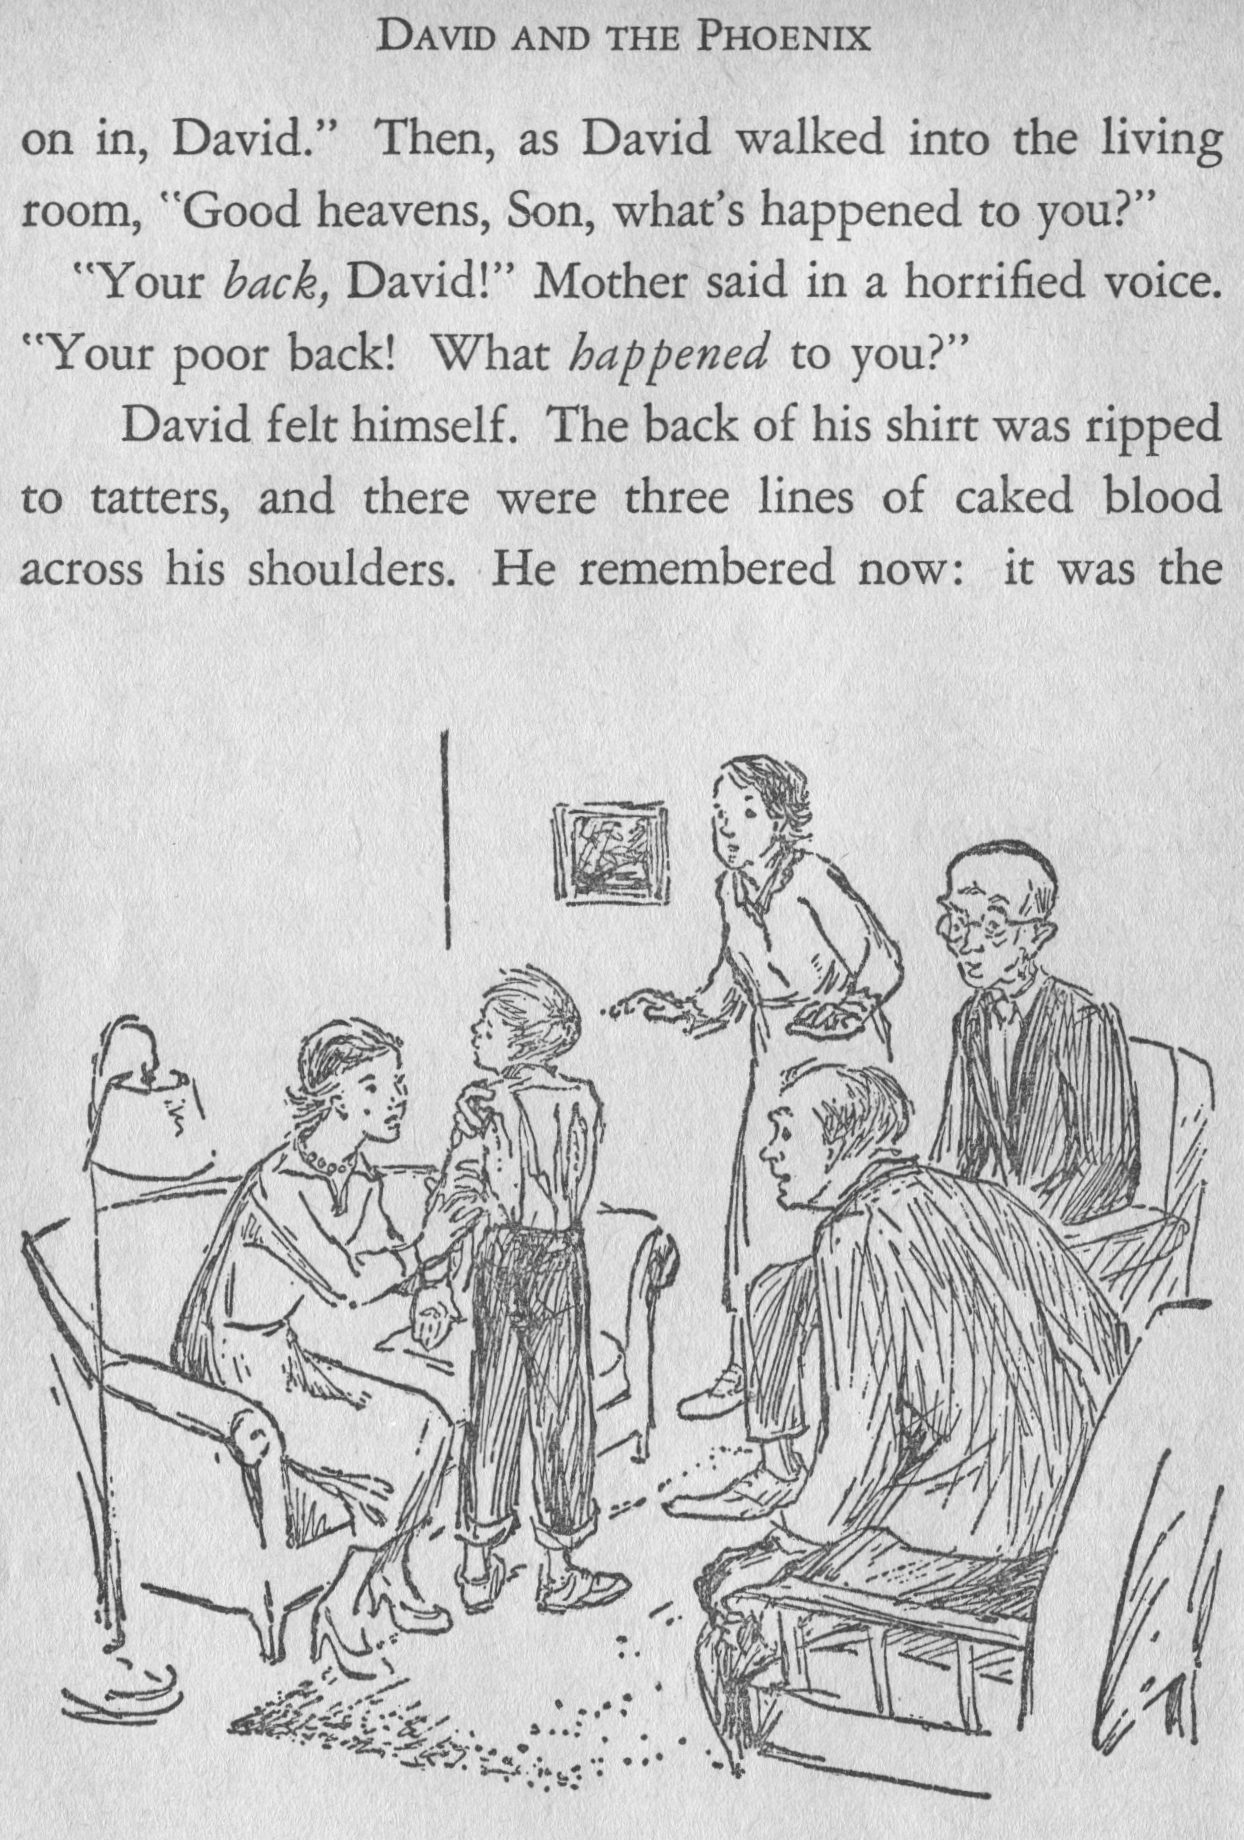 DAVID AND THE PHOENIX
on in, David.” Then, as David walked into the living
room, “Good heavens, Son, what’s happened to you?”
“Your back, David!” Mother said in a horrified voice.
“Your poor back! What happened to you?”
David felt himself. The back of his shirt was ripped
to tatters, and there were three lines of caked blood
across his shoulders. He remembered now: it was the